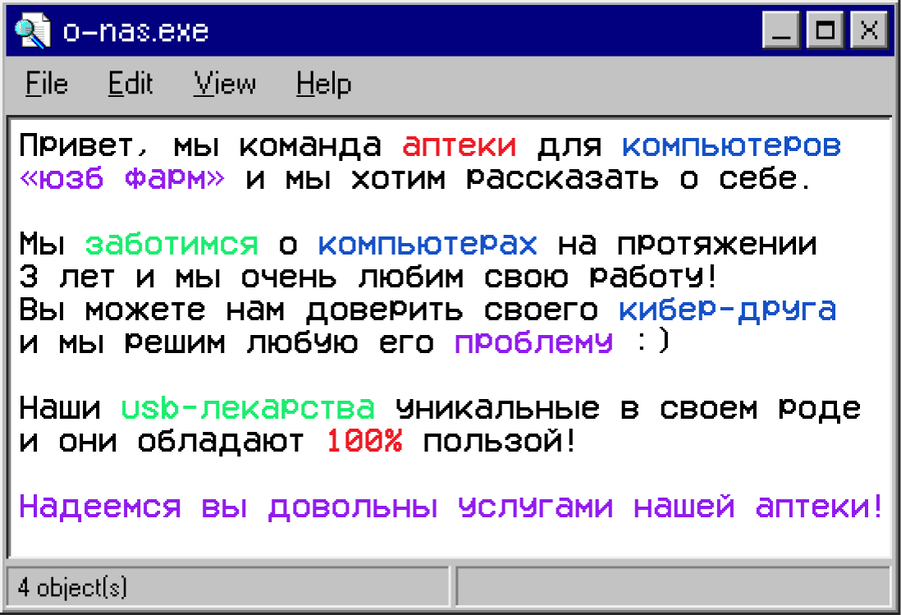 o-nas.exe
File Edit View Help
Привет, мы команда аптеки для компьютеров
«юзб фарм» и мы хотим рассказать о себе.
Мы заботимся о компьютерах на протяжении
3 лет и мы очень любим свою работу!
Вы можете нам доверить своего кибер-друга
и мы решим любую его проблему :)
Наши usb-лекарства уникальные в своем роде
и они обладают 100% пользой!
Надеемся вы довольны услугами нашей аптеки!
4 object(s)